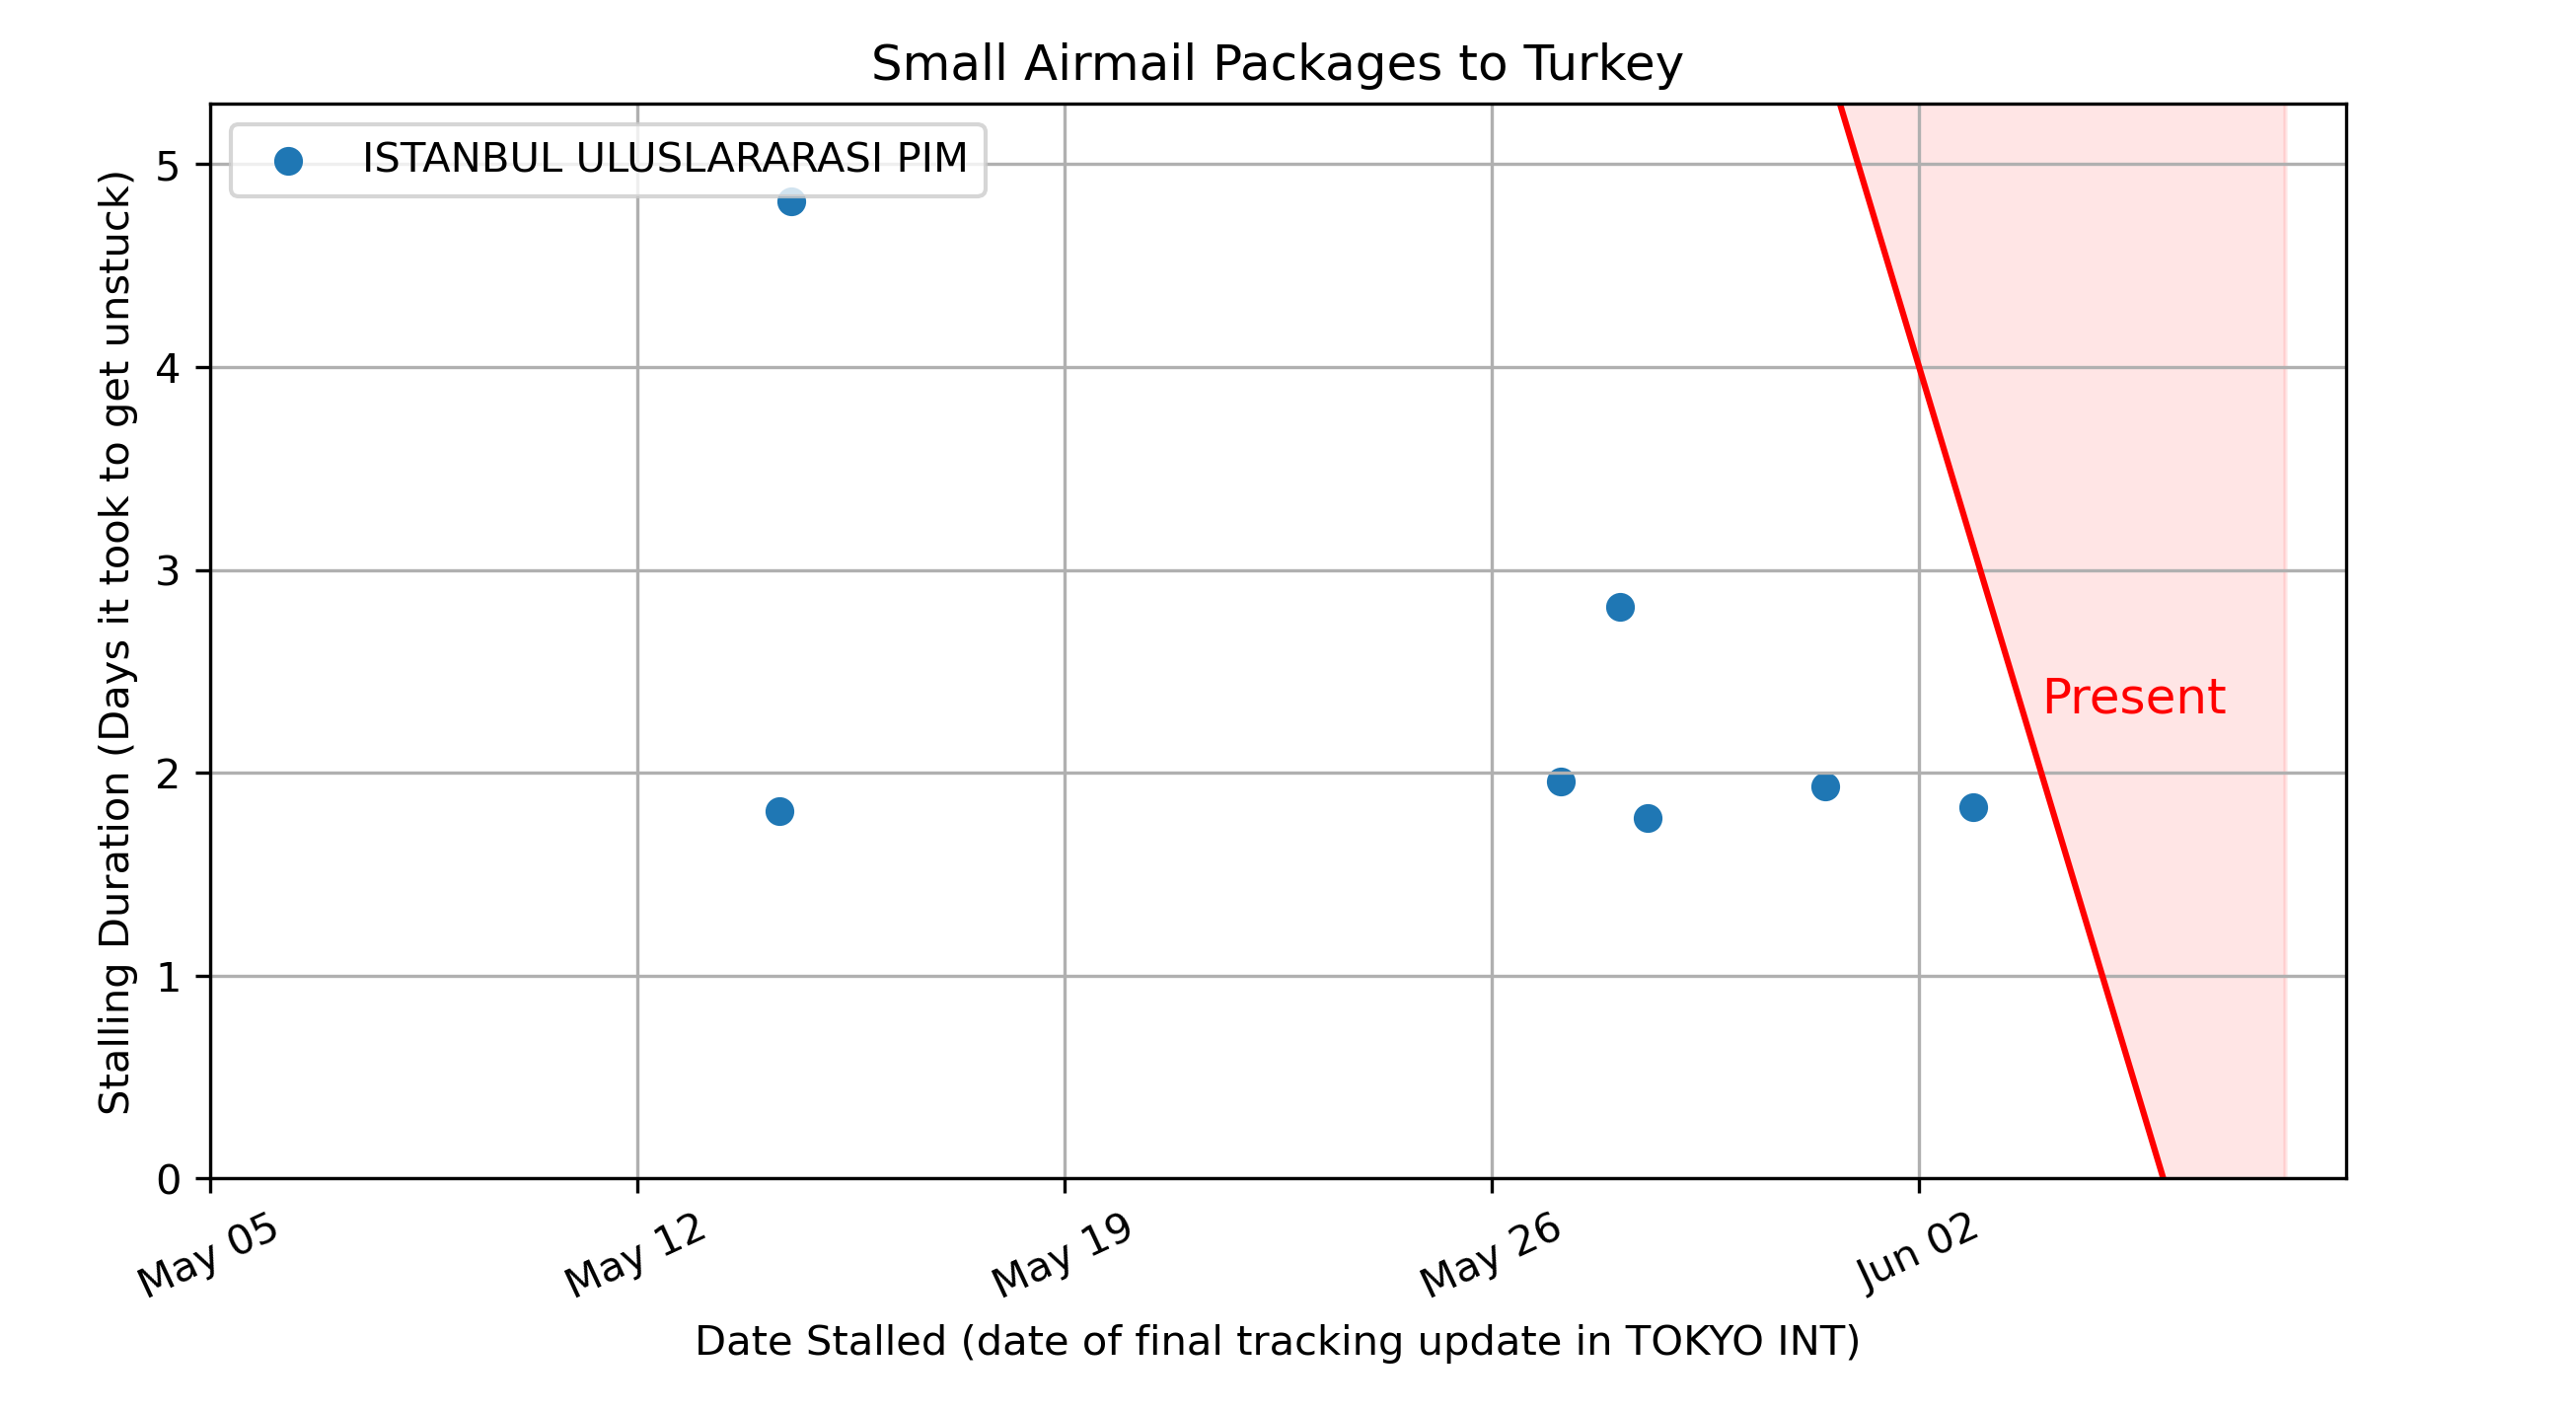 Small Airmail Packages to Turkey
ISTANBUL ULUSLARARASI PIM
Stalling Duration (Days it took to get unstuck)
5
4
3
2
1
0
Present
May 05
May 12
May 19
May 26
Jun 02
Date Stalled (date of final tracking update in TOKYO INT)